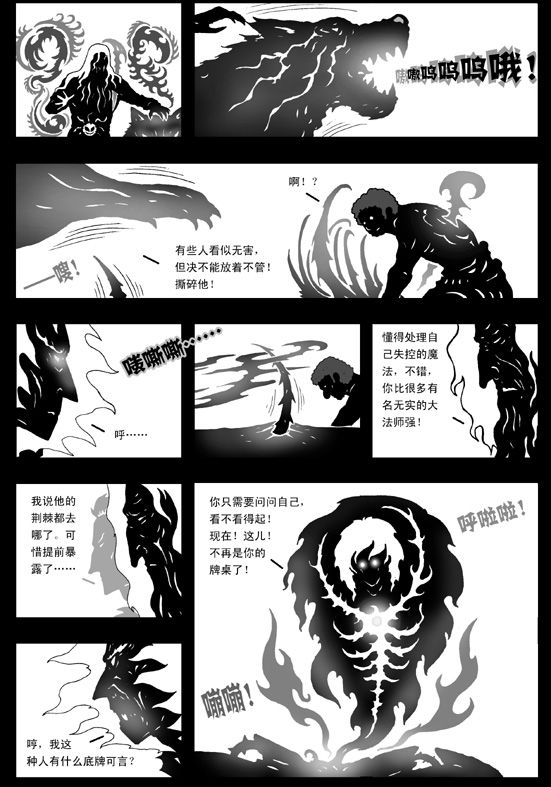 嗷嗷呜呜呜哦！
啊！？
有些人看似无害，
但决不能放着不管！
撕碎他！
——嗖！
嘶嘶……
呼……
懂得处理自
己失控的魔
法，不错，
你比很多有
名无实的大
法师强！
我说他的
荆棘都去
哪了。可
惜提前暴
露了……
你只需要问问自己，
看不看得起！
现在！这儿！
不再是你的
牌桌了！
呼啦啦！
嘣嘣！
哼，我这
种人有什么底牌可言？